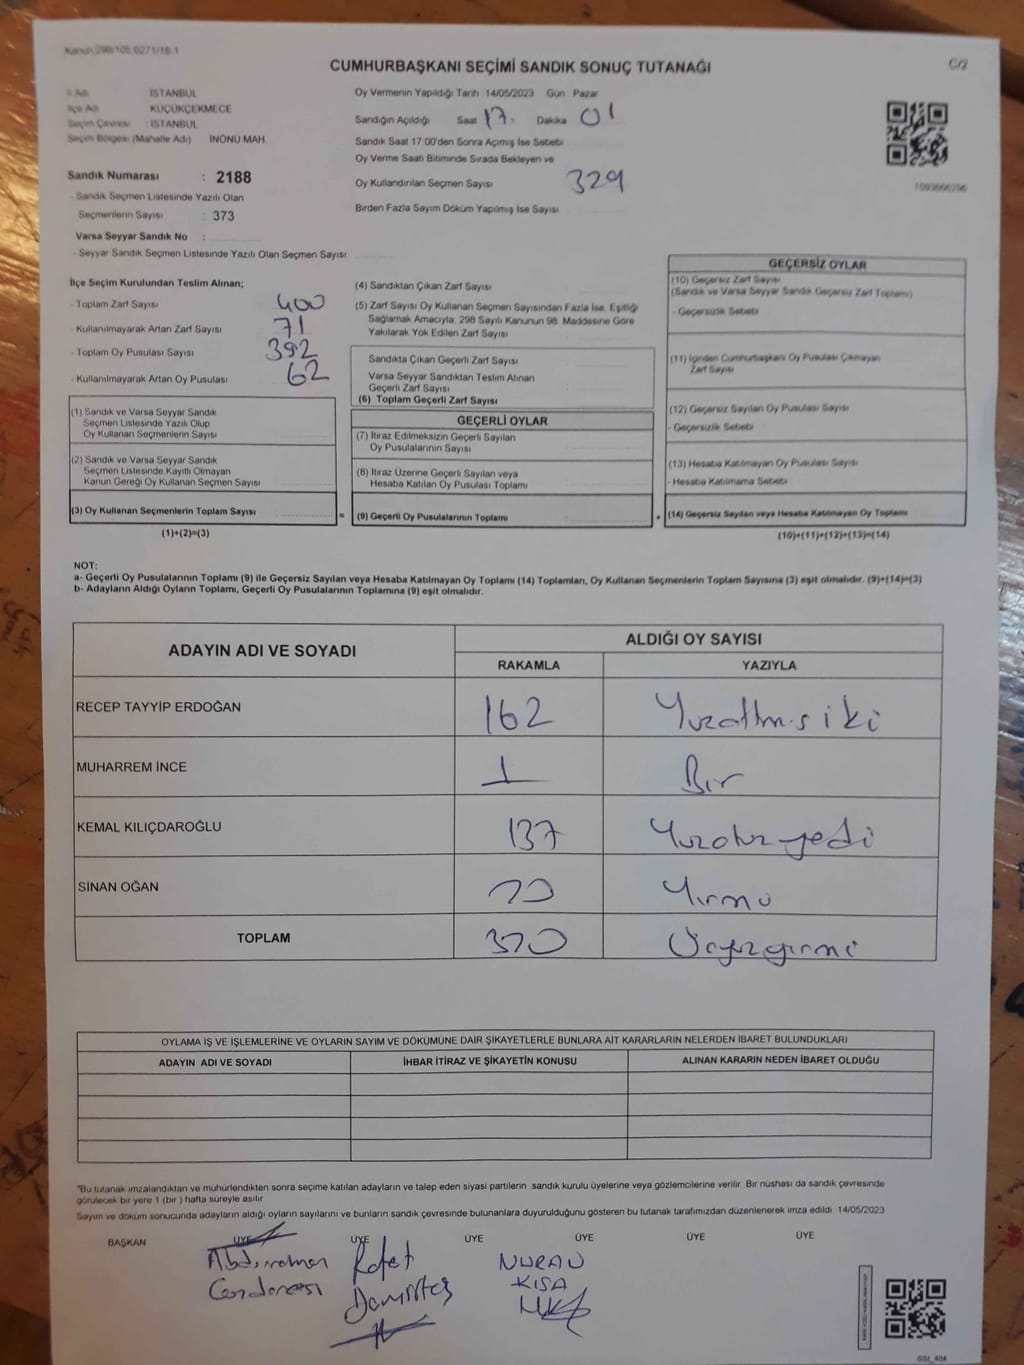 Kanun:298/105,6271/18-1
CUMHURBAŞKANI SEÇİMİ SANDIK SONUÇ TUTANAĞI
C/2
İl Adı : İSTANBUL
İlçe Adı : KÜÇÜKÇEKMECE
Seçim Çevresi : İSTANBUL
Seçim Bölgesi (Mahalle Adı) : İNÖNÜ MAH.
Sandık Numarası : 2188
- Sandık Seçmen Listesinde Yazılı Olan
Seçmenlerin Sayısı : 373
Varsa Seyyar Sandık No :
- Seyyar Sandık Seçmen Listesinde Yazılı Olan Seçmen Sayısı:
Oy Vermenin Yapıldığı Tarih 14/05/2023 Gün : Pazar
Sandığın Açıldığı Saat 17. Dakika 01
Sandık Saat 17:00'den Sonra Açımış İse Sebebi
Oy Verme Saati Bitiminde Sırada Bekleyen ve
Oy Kullandırılan Seçmen Sayısı 329
Birden Fazla Sayım Döküm Yapılmış İse Sayısı
1093666796
İlçe Seçim Kurulundan Teslim Alınan;
- Toplam Zarf Sayısı 400
- Kullanılmayarak Artan Zarf Sayısı 71
- Toplam Oy Pusulası Sayısı 392
- Kullanılmayarak Artan Oy Pusulası 62
(1) Sandık ve Varsa Seyyar Sandık
Seçmen Listesinde Yazılı Olup
Oy Kullanan Seçmenlerin Sayısı
(2) Sandık ve Varsa Seyyar Sandık
Seçmen Listesinde Kayıtlı Olmayan
Kanun Gereği Oy Kullanan Seçmen Sayısı
(3) Oy Kullanan Seçmenlerin Toplam Sayısı
(1)+(2)=(3)
(4) Sandıktan Çıkan Zarf Sayısı
(5) Zarf Sayısı Oy Kullanan Seçmen Sayısından Fazla İse, Eşitliği
Sağlamak Amacıyla, 298 Sayılı Kanunun 98. Maddesine Göre
Yakılarak Yok Edilen Zarf Sayısı
Sandıkta Çıkan Geçerli Zarf Sayısı
Varsa Seyyar Sandıktan Teslim Alınan
Geçerli Zarf Sayısı
(6) Toplam Geçerli Zarf Sayısı
GEÇERLİ OYLAR
(7) İtiraz Edilmeksizin Geçerli Sayılan
Oy Pusulalarının Sayısı
(8) İtiraz Üzerine Geçerli Sayılan veya
Hesaba Katılan Oy Pusulası Toplamı
= (9) Geçerli Oy Pusulalarının Toplamı
GEÇERSİZ OYLAR
(10) Geçersiz Zarf Sayısı
(Sandık ve Varsa Seyyar Sandık Geçersiz Zarf Toplamı)
- Geçersizlik Sebebi
(11) İçinden Cumhurbaşkanı Oy Pusulası Çıkmayan
Zarf Sayısı
(12) Geçersiz Sayılan Oy Pusulası Sayısı
- Geçersizlik Sebebi
(13) Hesaba Katılmayan Oy Pusulası Sayısı
- Hesaba Katılmama Sebebi
+ (14) Geçersiz Sayılan veya Hesaba Katılmayan Oy Toplamı
(10)+(11)+(12)+(13)=(14)
NOT:
a- Geçerli Oy Pusulalarının Toplamı (9) ile Geçersiz Sayılan veya Hesaba Katılmayan Oy Toplamı (14) Toplamları, Oy Kullanan Seçmenlerin Toplam Sayısına (3) eşit olmalıdır. (9)+(14)=(3)
b- Adayların Aldığı Oyların Toplamı, Geçerli Oy Pusulalarının Toplamına (9) eşit olmalıdır.
ADAYIN ADI VE SOYADI
ALDIĞI OY SAYISI
RAKAMLA YAZIYLA
RECEP TAYYİP ERDOĞAN 162 Yüzaltmışiki
MUHARREM İNCE 1 Bir
KEMAL KILIÇDAROĞLU 137 Yüzotuzyedi
SİNAN OĞAN 20 Yirmi
TOPLAM 320 Üçyüzyirmi
OYLAMA İŞ VE İŞLEMLERİNE VE OYLARIN SAYIM VE DÖKÜMÜNE DAİR ŞİKAYETLERLE BUNLARA AİT KARARLARIN NELERDEN İBARET BULUNDUKLARI
ADAYIN ADI VE SOYADI İHBAR İTİRAZ VE ŞİKAYETİN KONUSU ALINAN KARARIN NEDEN İBARET OLDUĞU
*Bu tutanak imzalandıktan ve mühürlendikten sonra seçime katılan adayların ve talep eden siyasi partilerin sandık kurulu üyelerine veya gözlemcilerine verilir. Bir nüshası da sandık çevresinde
görülecek bir yere 1 (bir ) hafta süreyle asılır.
Sayım ve döküm sonucunda adayların aldığı oyların sayılarını ve bunların sandık çevresinde bulunanlara duyurulduğunu gösteren bu tutanak tarafımızdan düzenlenerek imza edildi. 14/05/2023
BAŞKAN ÜYE ÜYE ÜYE ÜYE ÜYE ÜYE
Abdurrahman
Rafet
Demirtaş
NURAN
KISA